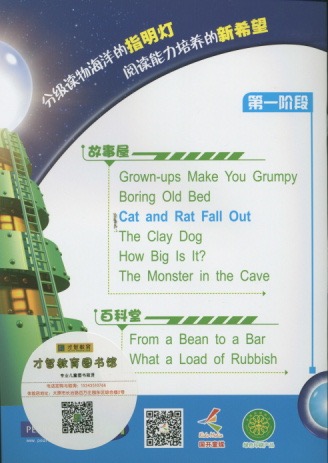 分级读物海洋的指明灯
阅读能力培养的新希望
第一阶段
故事屋
Grown-ups Make You Grumpy
Boring Old Bed
Cat and Rat Fall Out
The Clay Dog
How Big Is It?
The Monster in the Cave
百科堂
From a Bean to a Bar
What a Load of Rubbish
才智教育图书馆